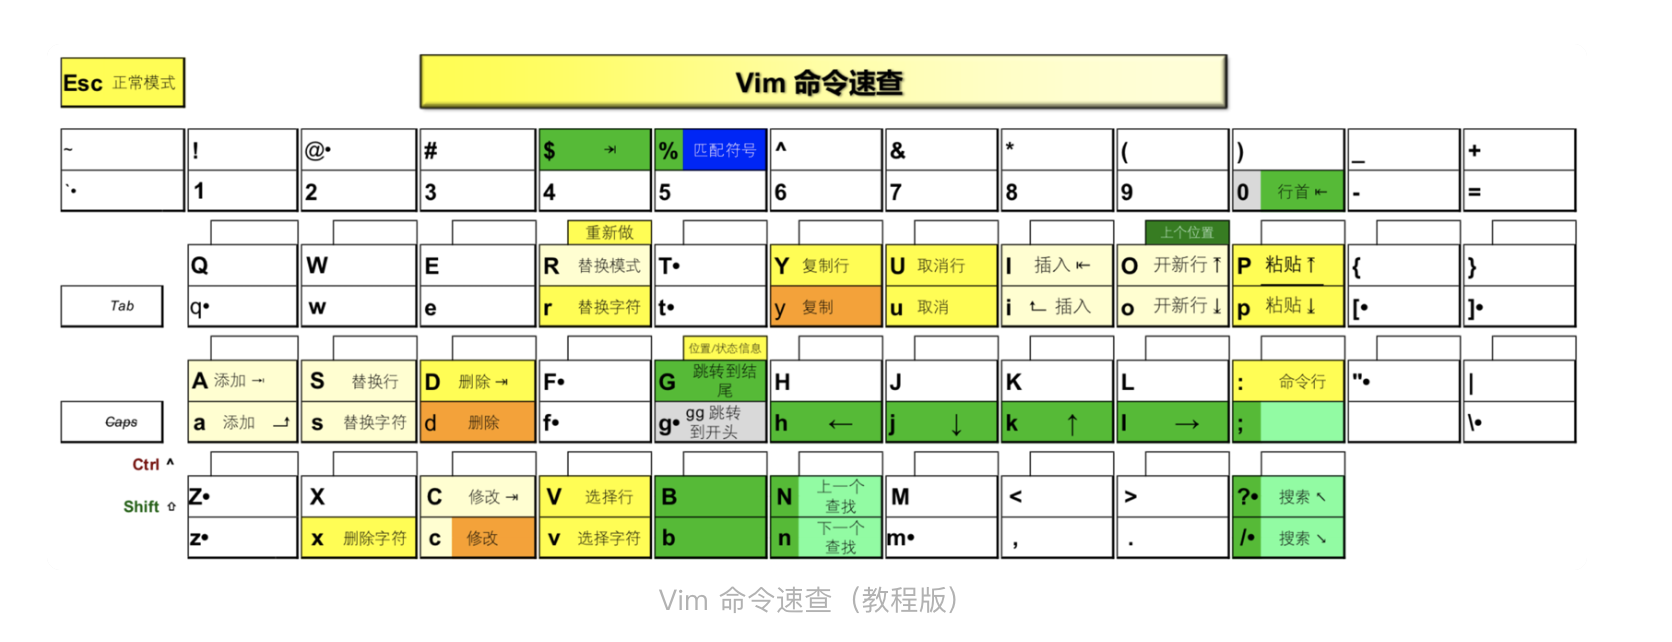 Esc 正常模式
Vim 命令速查
~ ! @• # $ ⇥ % 匹配符号 ^ & * ( ) _ +
`• 1 2 3 4 5 6 7 8 9 0 行首 ⇤ - =
重新做 上个位置
Q W E R 替换模式 T• Y 复制行 U 取消行 I 插入 ⇤ O 开新行 ⤒ P 粘贴 ⤒ { }
Tab q• w e r 替换字符 t• y 复制 u 取消 i 插入 o 开新行 ⤓ p 粘贴 ⤓ [• ]•
位置/状态信息
A 添加 ⇥ S 替换行 D 删除 ⇥ F• G 跳转到结尾 H J K L : 命令行 "• |
Caps a 添加 s 替换字符 d 删除 f• g• gg 跳转到开头 h ← j ↓ k ↑ l → ; \•
Ctrl ^
Z• X C 修改 ⇥ V 选择行 B N 上一个查找 M < > ?• 搜索 ↖
Shift ⇧ z• x 删除字符 c 修改 v 选择字符 b n 下一个查找 m• , . /• 搜索 ↘
Vim 命令速查（教程版）